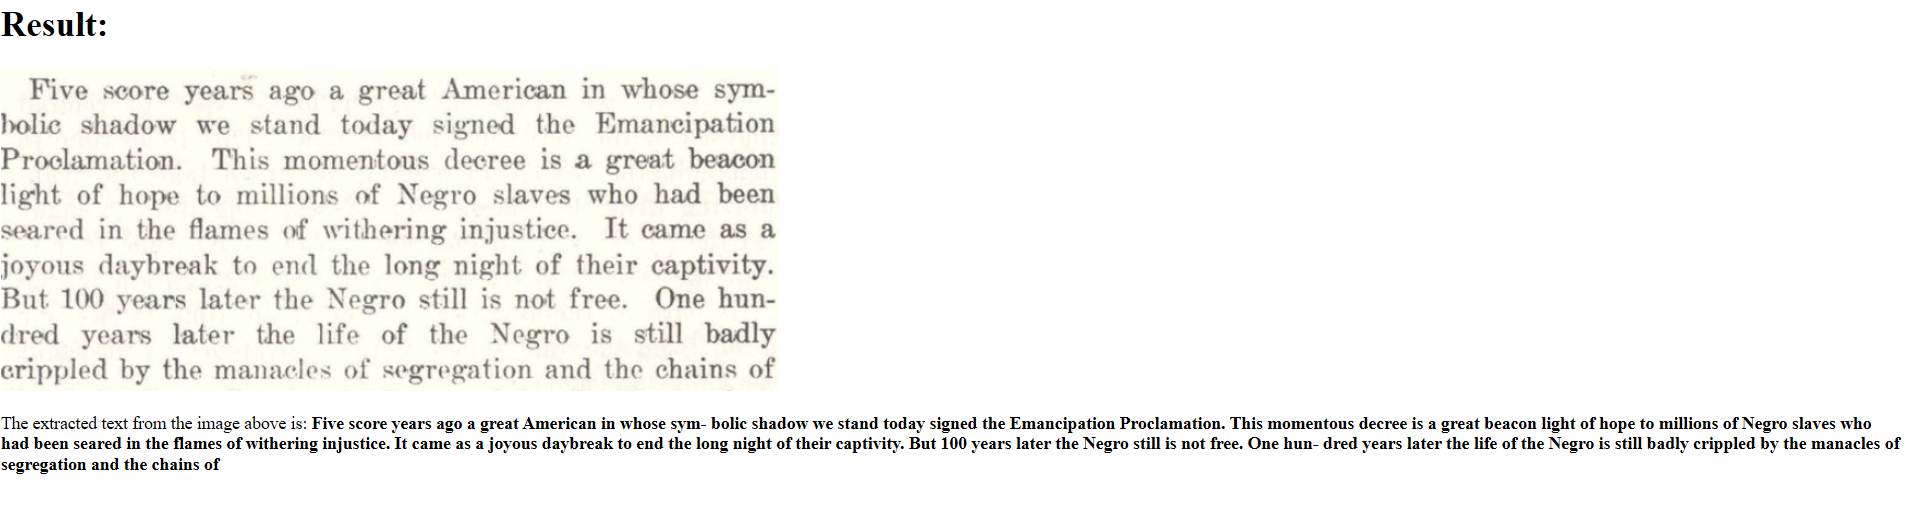 Result:
Five score years ago a great American in whose sym-
bolic shadow we stand today signed the Emancipation
Proclamation. This momentous decree is a great beacon
light of hope to millions of Negro slaves who had been
seared in the flames of withering injustice. It came as a
joyous daybreak to end the long night of their captivity.
But 100 years later the Negro still is not free. One hun-
dred years later the life of the Negro is still badly
crippled by the manacles of segregation and the chains of
The extracted text from the image above is: Five score years ago a great American in whose sym- bolic shadow we stand today signed the Emancipation Proclamation. This momentous decree is a great beacon light of hope to millions of Negro slaves who
had been seared in the flames of withering injustice. It came as a joyous daybreak to end the long night of their captivity. But 100 years later the Negro still is not free. One hun- dred years later the life of the Negro is still badly crippled by the manacles of
segregation and the chains of